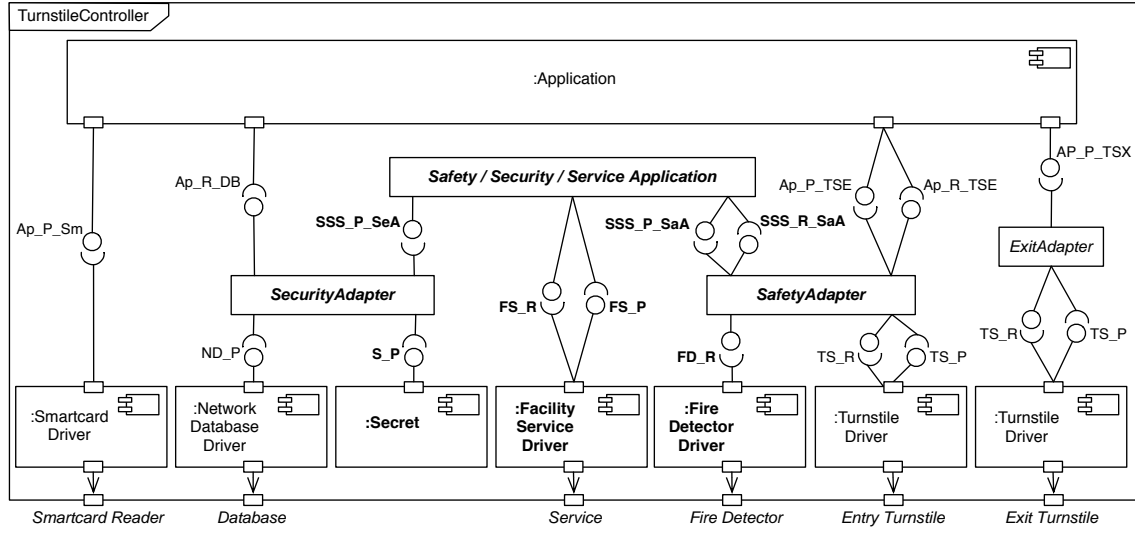 TurnstileController
:Application
Ap_R_DB
Safety / Security / Service Application
Ap_P_TSE
Ap_R_TSE
AP_P_TSX
Ap_P_Sm
SSS_P_SeA
SSS_P_SaA
SSS_R_SaA
ExitAdapter
SecurityAdapter
FS_R
FS_P
SafetyAdapter
ND_P
S_P
FD_R
TS_R
TS_P
TS_R
TS_P
:Smartcard
Driver
:Network
Database
Driver
:Secret
:Facility
Service
Driver
:Fire
Detector
Driver
:Turnstile
Driver
:Turnstile
Driver
Smartcard Reader
Database
Service
Fire Detector
Entry Turnstile
Exit Turnstile